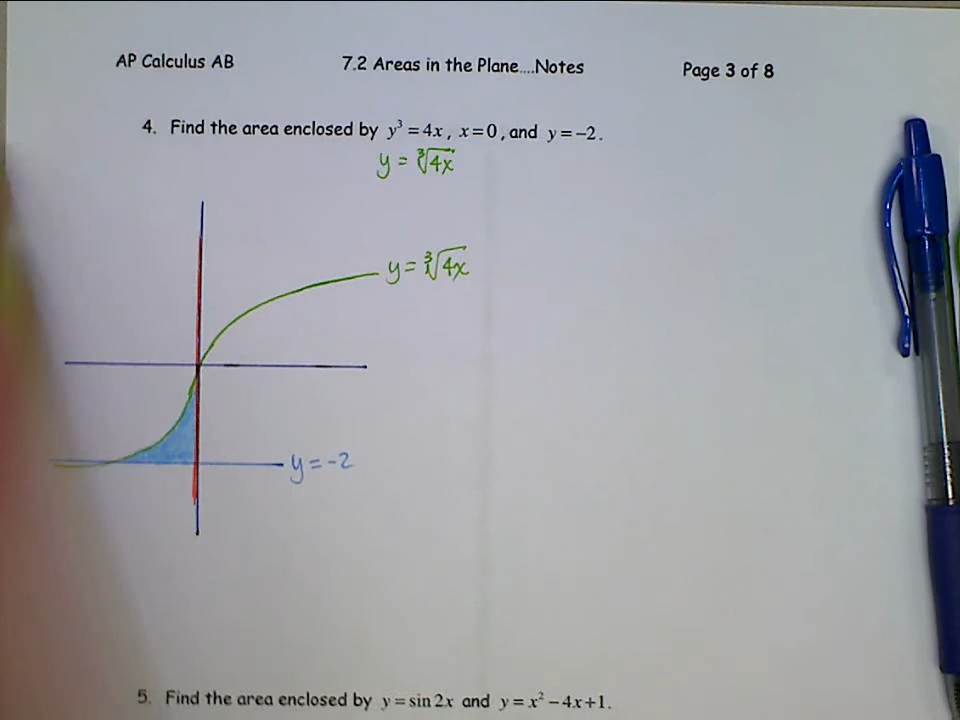 AP Calculus AB 7.2 Areas in the Plane....Notes Page 3 of 8
4. Find the area enclosed by y³ = 4x, x = 0, and y = −2.
y = ∛4x
y = ∛4x
y = -2
5. Find the area enclosed by y = sin 2x and y = x² − 4x + 1.